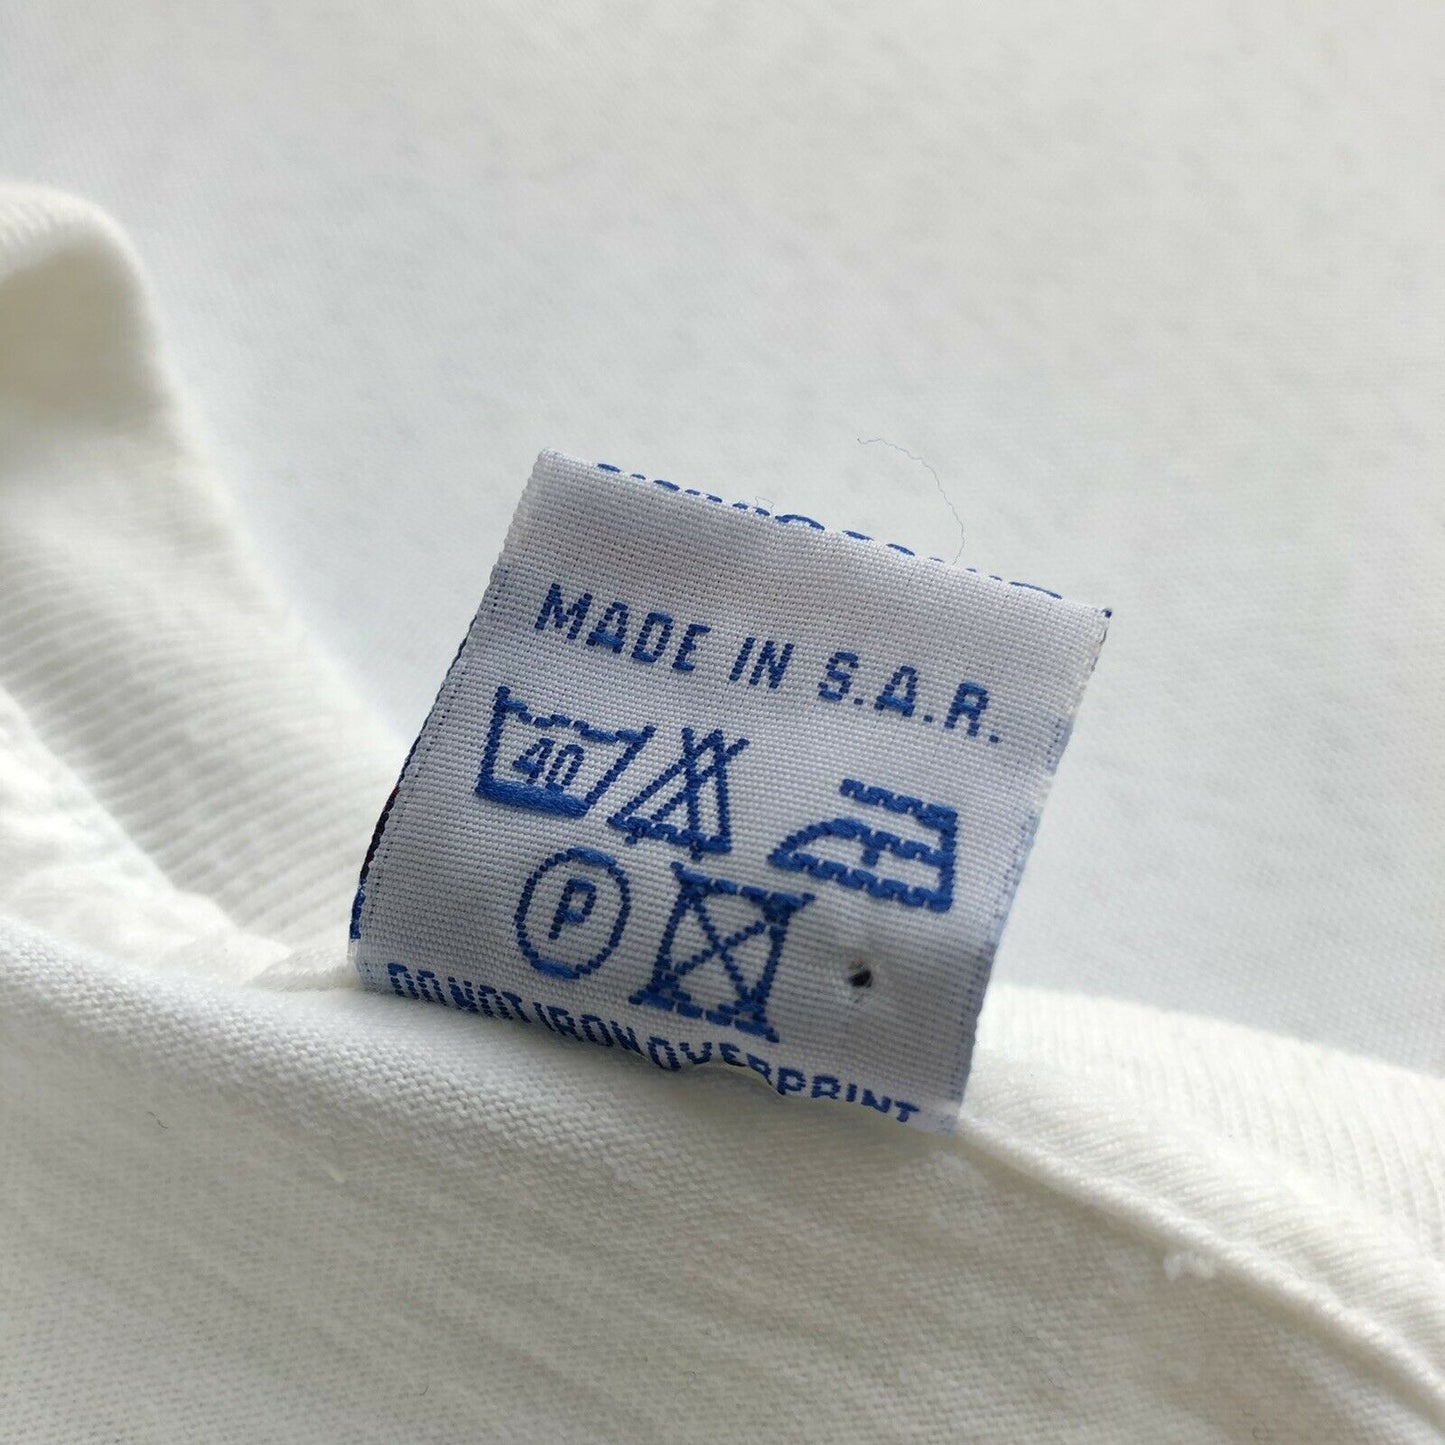 MADE IN S.A.R.
40
P
DO NOT IRON OVERPRINT